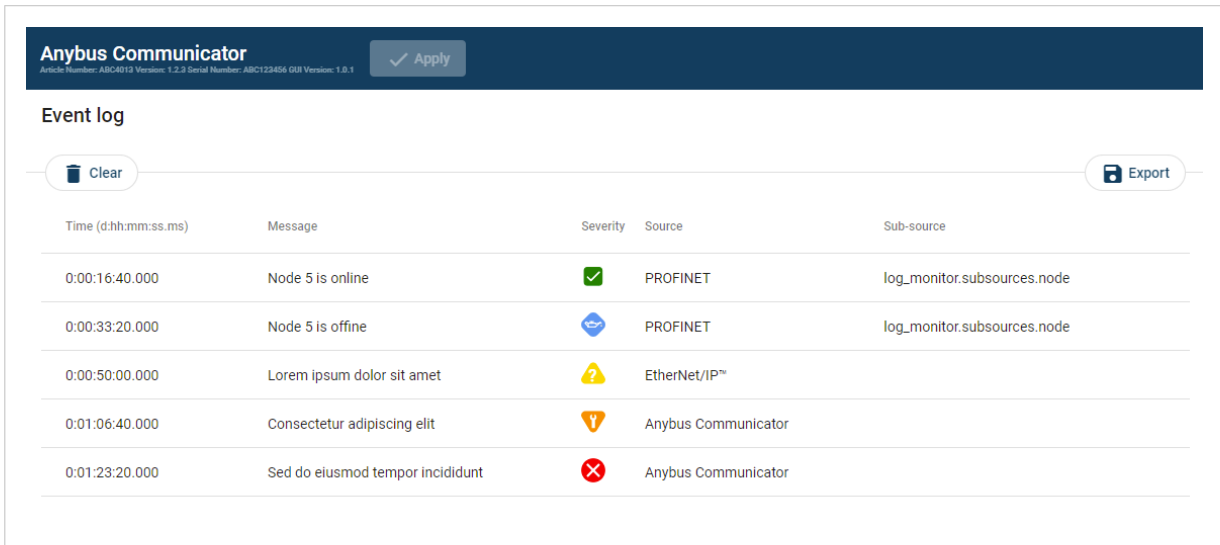 Anybus Communicator
Article Number: ABC4013 Version: 1.2.3 Serial Number: ABC123456 GUI Version: 1.0.1
Apply
Event log
Clear
Export
Time (d:hh:mm:ss.ms) Message Severity Source Sub-source
0:00:16:40.000 Node 5 is online PROFINET log_monitor.subsources.node
0:00:33:20.000 Node 5 is offine PROFINET log_monitor.subsources.node
0:00:50:00.000 Lorem ipsum dolor sit amet ? EtherNet/IP™
0:01:06:40.000 Consectetur adipiscing elit Anybus Communicator
0:01:23:20.000 Sed do eiusmod tempor incididunt Anybus Communicator